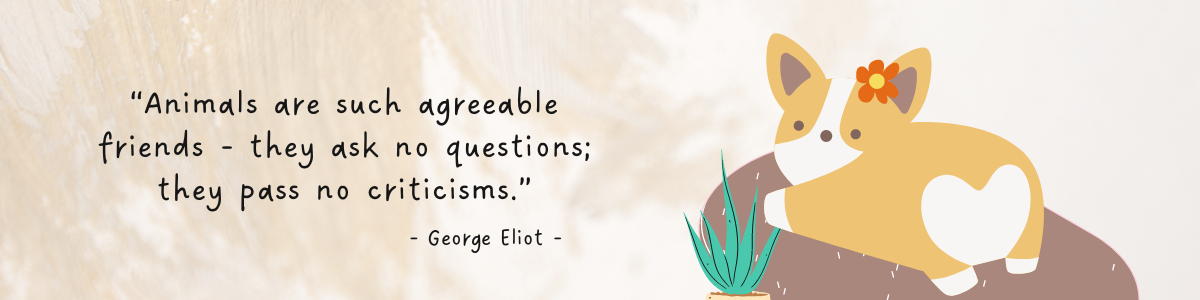 “Animals are such agreeable
friends - they ask no questions;
they pass no criticisms.”
- George Eliot -